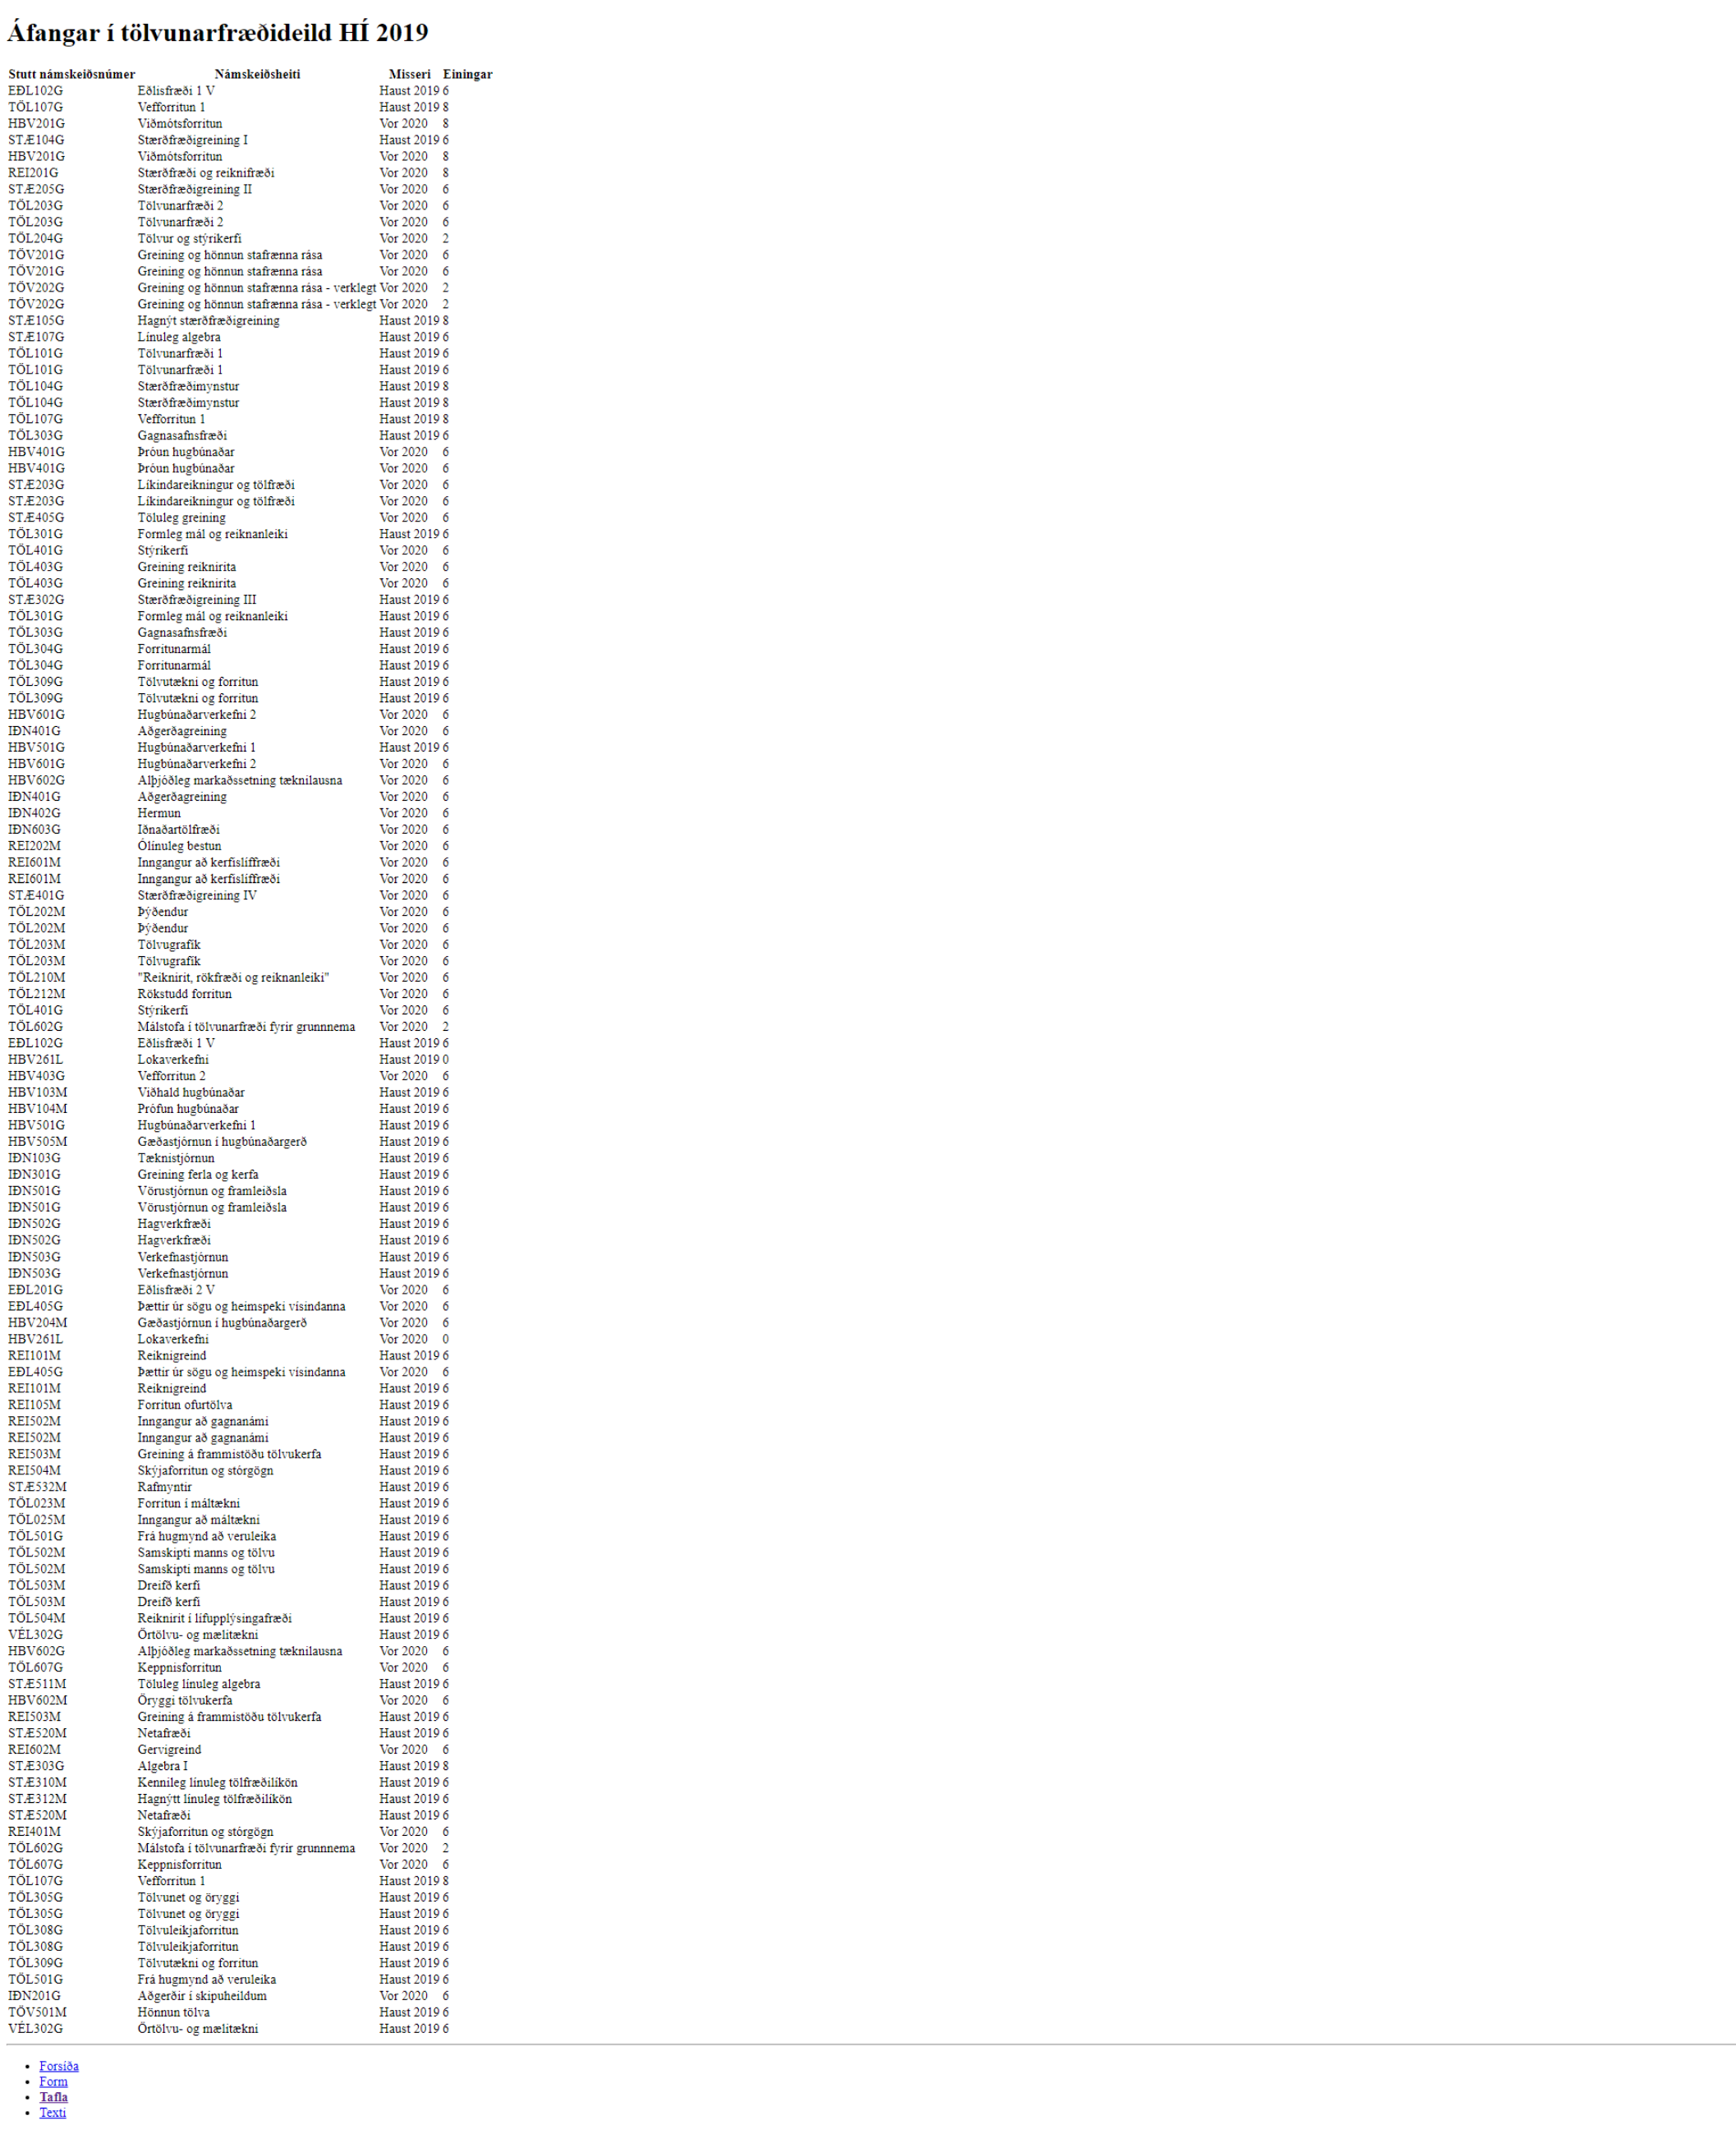 Áfangar í tölvunarfræðideild HÍ 2019
Stutt námskeiðsnúmer Námskeiðsheiti Misseri Einingar
EÐL102G Eðlisfræði 1 V Haust 2019 6
TÖL107G Vefforritun 1 Haust 2019 8
HBV201G Viðmótsforritun Vor 2020 8
STÆ104G Stærðfræðigreining I Haust 2019 6
HBV201G Viðmótsforritun Vor 2020 8
REI201G Stærðfræði og reiknifræði Vor 2020 8
STÆ205G Stærðfræðigreining II Vor 2020 6
TÖL203G Tölvunarfræði 2 Vor 2020 6
TÖL203G Tölvunarfræði 2 Vor 2020 6
TÖL204G Tölvur og stýrikerfi Vor 2020 2
TÖV201G Greining og hönnun stafrænna rása Vor 2020 6
TÖV201G Greining og hönnun stafrænna rása Vor 2020 6
TÖV202G Greining og hönnun stafrænna rása - verklegt Vor 2020 2
TÖV202G Greining og hönnun stafrænna rása - verklegt Vor 2020 2
STÆ105G Hagnýt stærðfræðigreining Haust 2019 8
STÆ107G Línuleg algebra Haust 2019 6
TÖL101G Tölvunarfræði 1 Haust 2019 6
TÖL101G Tölvunarfræði 1 Haust 2019 6
TÖL104G Stærðfræðimynstur Haust 2019 8
TÖL104G Stærðfræðimynstur Haust 2019 8
TÖL107G Vefforritun 1 Haust 2019 8
TÖL303G Gagnasafnsfræði Haust 2019 6
HBV401G Þróun hugbúnaðar Vor 2020 6
HBV401G Þróun hugbúnaðar Vor 2020 6
STÆ203G Líkindareikningur og tölfræði Vor 2020 6
STÆ203G Líkindareikningur og tölfræði Vor 2020 6
STÆ405G Töluleg greining Vor 2020 6
TÖL301G Formleg mál og reiknanleiki Haust 2019 6
TÖL401G Stýrikerfi Vor 2020 6
TÖL403G Greining reiknirita Vor 2020 6
TÖL403G Greining reiknirita Vor 2020 6
STÆ302G Stærðfræðigreining III Haust 2019 6
TÖL301G Formleg mál og reiknanleiki Haust 2019 6
TÖL303G Gagnasafnsfræði Haust 2019 6
TÖL304G Forritunarmál Haust 2019 6
TÖL304G Forritunarmál Haust 2019 6
TÖL309G Tölvutækni og forritun Haust 2019 6
TÖL309G Tölvutækni og forritun Haust 2019 6
HBV601G Hugbúnaðarverkefni 2 Vor 2020 6
IÐN401G Aðgerðagreining Vor 2020 6
HBV501G Hugbúnaðarverkefni 1 Haust 2019 6
HBV601G Hugbúnaðarverkefni 2 Vor 2020 6
HBV602G Alþjóðleg markaðssetning tæknilausna Vor 2020 6
IÐN401G Aðgerðagreining Vor 2020 6
IÐN402G Hermun Vor 2020 6
IÐN603G Iðnaðartölfræði Vor 2020 6
REI202M Ólínuleg bestun Vor 2020 6
REI601M Inngangur að kerfislíffræði Vor 2020 6
REI601M Inngangur að kerfislíffræði Vor 2020 6
STÆ401G Stærðfræðigreining IV Vor 2020 6
TÖL202M Þýðendur Vor 2020 6
TÖL202M Þýðendur Vor 2020 6
TÖL203M Tölvugrafík Vor 2020 6
TÖL203M Tölvugrafík Vor 2020 6
TÖL210M "Reiknirit, rökfræði og reiknanleiki" Vor 2020 6
TÖL212M Rökstudd forritun Vor 2020 6
TÖL401G Stýrikerfi Vor 2020 6
TÖL602G Málstofa í tölvunarfræði fyrir grunnnema Vor 2020 2
EÐL102G Eðlisfræði 1 V Haust 2019 6
HBV261L Lokaverkefni Haust 2019 0
HBV403G Vefforritun 2 Vor 2020 6
HBV103M Viðhald hugbúnaðar Haust 2019 6
HBV104M Prófun hugbúnaðar Haust 2019 6
HBV501G Hugbúnaðarverkefni 1 Haust 2019 6
HBV505M Gæðastjórnun í hugbúnaðargerð Haust 2019 6
IÐN103G Tæknistjórnun Haust 2019 6
IÐN301G Greining ferla og kerfa Haust 2019 6
IÐN501G Vörustjórnun og framleiðsla Haust 2019 6
IÐN501G Vörustjórnun og framleiðsla Haust 2019 6
IÐN502G Hagverkfræði Haust 2019 6
IÐN502G Hagverkfræði Haust 2019 6
IÐN503G Verkefnastjórnun Haust 2019 6
IÐN503G Verkefnastjórnun Haust 2019 6
EÐL201G Eðlisfræði 2 V Vor 2020 6
EÐL405G Þættir úr sögu og heimspeki vísindanna Vor 2020 6
HBV204M Gæðastjórnun í hugbúnaðargerð Vor 2020 6
HBV261L Lokaverkefni Vor 2020 0
REI101M Reiknigreind Haust 2019 6
EÐL405G Þættir úr sögu og heimspeki vísindanna Vor 2020 6
REI101M Reiknigreind Haust 2019 6
REI105M Forritun ofurtölva Haust 2019 6
REI502M Inngangur að gagnanámi Haust 2019 6
REI502M Inngangur að gagnanámi Haust 2019 6
REI503M Greining á frammistöðu tölvukerfa Haust 2019 6
REI504M Skýjaforritun og stórgögn Haust 2019 6
STÆ532M Rafmyntir Haust 2019 6
TÖL023M Forritun í máltækni Haust 2019 6
TÖL025M Inngangur að máltækni Haust 2019 6
TÖL501G Frá hugmynd að veruleika Haust 2019 6
TÖL502M Samskipti manns og tölvu Haust 2019 6
TÖL502M Samskipti manns og tölvu Haust 2019 6
TÖL503M Dreifð kerfi Haust 2019 6
TÖL503M Dreifð kerfi Haust 2019 6
TÖL504M Reiknirit í lífupplýsingafræði Haust 2019 6
VÉL302G Örtölvu- og mælitækni Haust 2019 6
HBV602G Alþjóðleg markaðssetning tæknilausna Vor 2020 6
TÖL607G Keppnisforritun Vor 2020 6
STÆ511M Töluleg línuleg algebra Haust 2019 6
HBV602M Öryggi tölvukerfa Vor 2020 6
REI503M Greining á frammistöðu tölvukerfa Haust 2019 6
STÆ520M Netafræði Haust 2019 6
REI602M Gervigreind Vor 2020 6
STÆ303G Algebra I Haust 2019 8
STÆ310M Kennileg línuleg tölfræðilíkön Haust 2019 6
STÆ312M Hagnýtt línuleg tölfræðilíkön Haust 2019 6
STÆ520M Netafræði Haust 2019 6
REI401M Skýjaforritun og stórgögn Vor 2020 6
TÖL602G Málstofa í tölvunarfræði fyrir grunnnema Vor 2020 2
TÖL607G Keppnisforritun Vor 2020 6
TÖL107G Vefforritun 1 Haust 2019 8
TÖL305G Tölvunet og öryggi Haust 2019 6
TÖL305G Tölvunet og öryggi Haust 2019 6
TÖL308G Tölvuleikjaforritun Haust 2019 6
TÖL308G Tölvuleikjaforritun Haust 2019 6
TÖL309G Tölvutækni og forritun Haust 2019 6
TÖL501G Frá hugmynd að veruleika Haust 2019 6
IÐN201G Aðgerðir í skipuheildum Vor 2020 6
TÖV501M Hönnun tölva Haust 2019 6
VÉL302G Örtölvu- og mælitækni Haust 2019 6
Forsíða
Form
Tafla
Texti